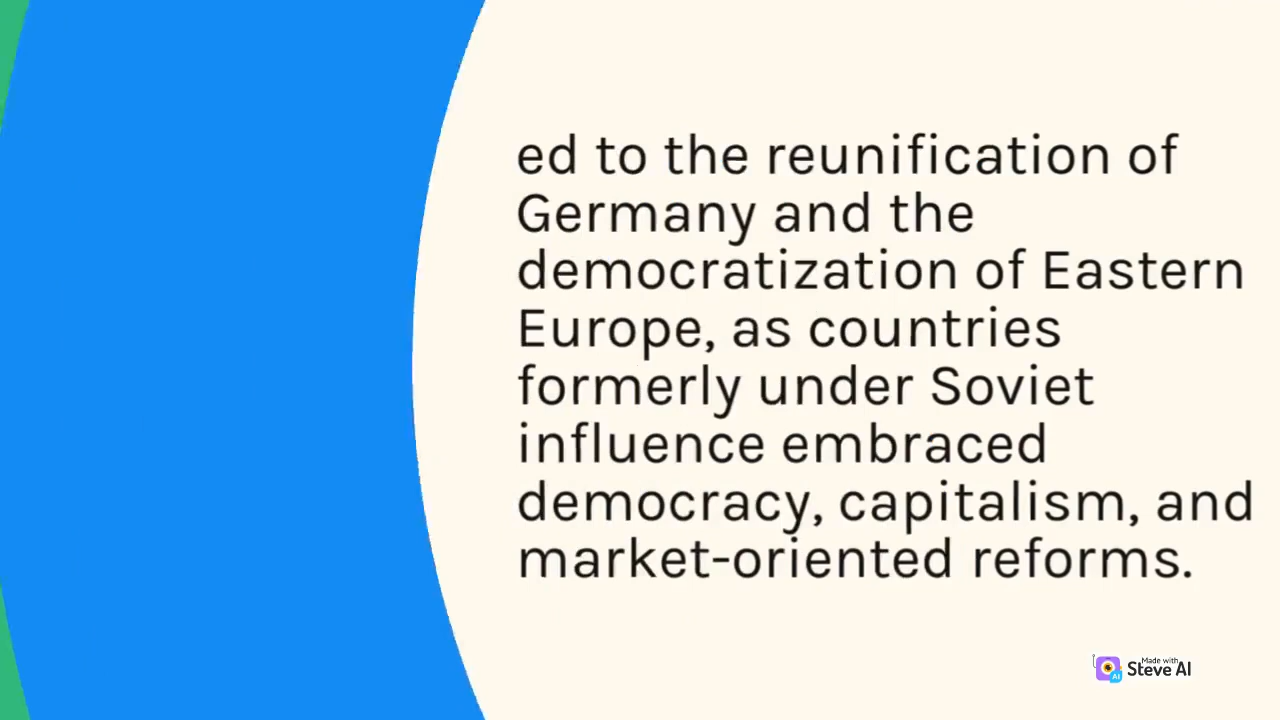 ed to the reunification of
Germany and the
democratization of Eastern
Europe, as countries
formerly under Soviet
influence embraced
democracy, capitalism, and
market-oriented reforms.
Made with
Steve AI
AI